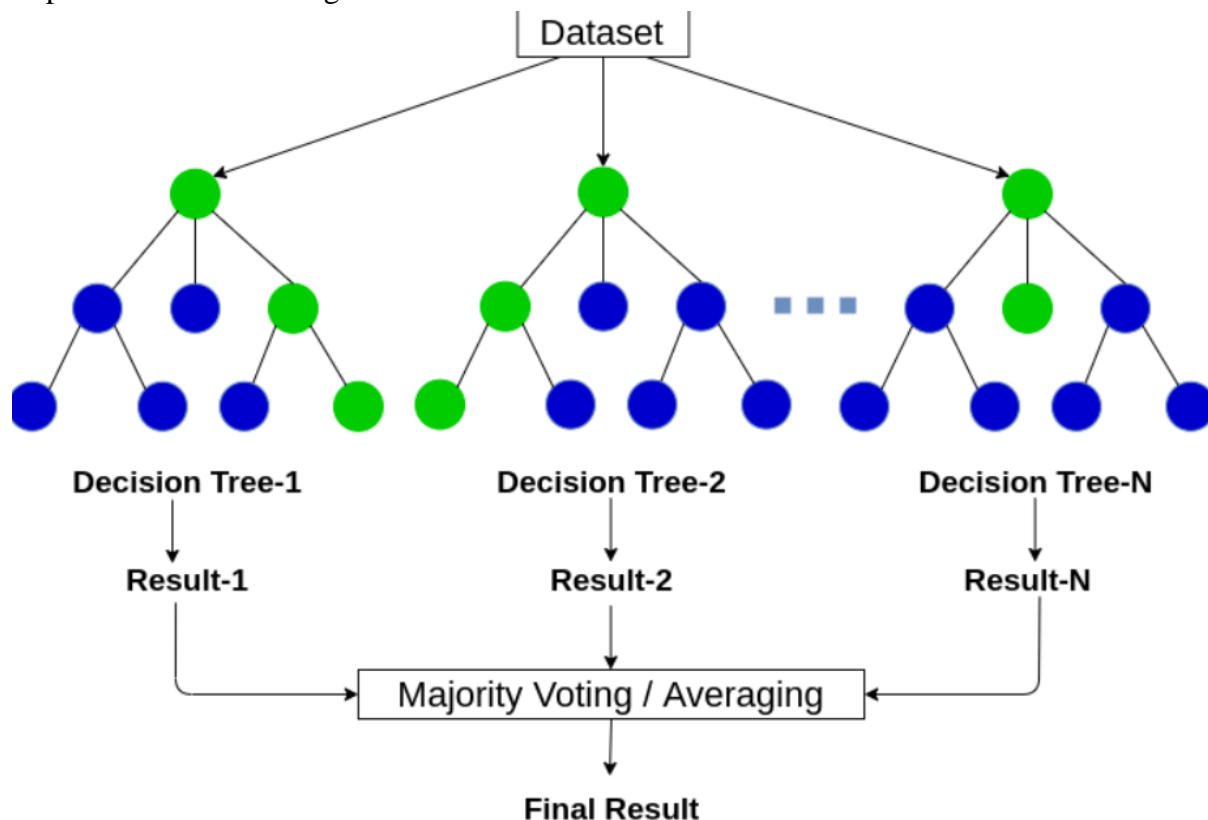 Dataset
Decision Tree-1
Decision Tree-2
Decision Tree-N
Result-1
Result-2
Result-N
Majority Voting / Averaging
Final Result